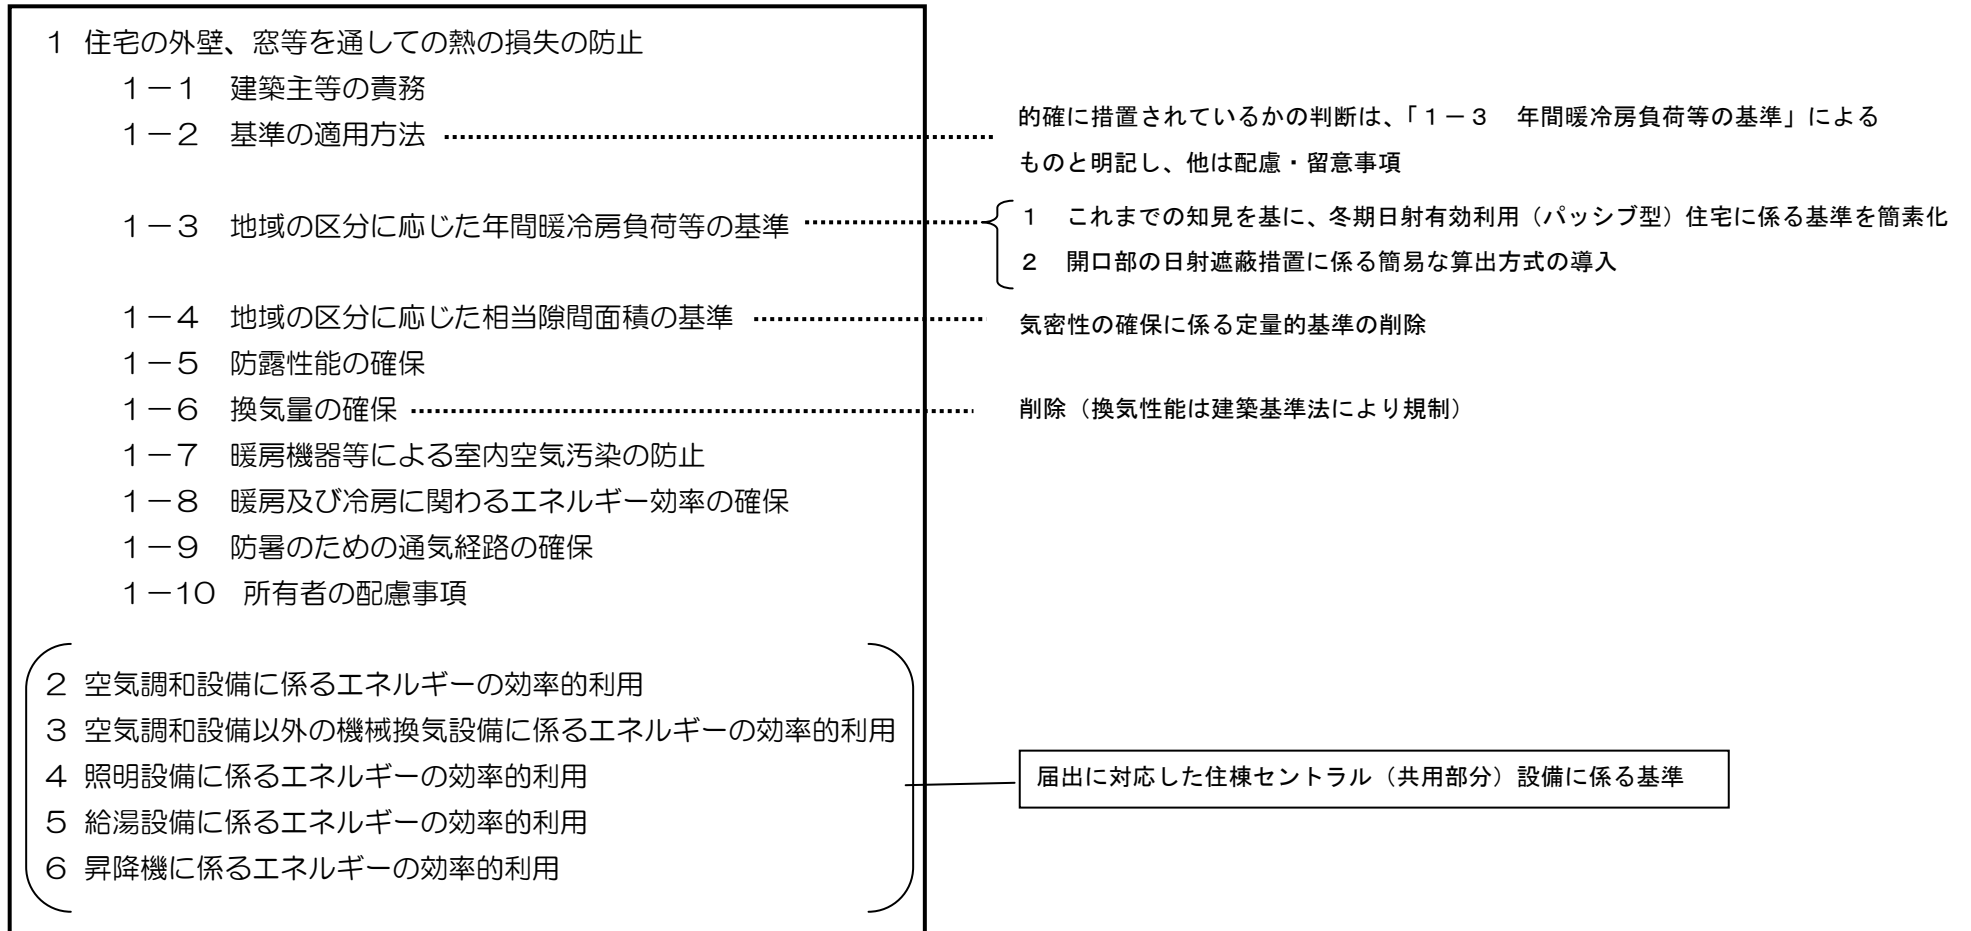 1 住宅の外壁、窓等を通しての熱の損失の防止
1-1 建築主等の責務
1-2 基準の適用方法
的確に措置されているかの判断は、「1-3 年間暖冷房負荷等の基準」による
ものと明記し、他は配慮・留意事項
1-3 地域の区分に応じた年間暖冷房負荷等の基準
1 これまでの知見を基に、冬期日射有効利用(パッシブ型)住宅に係る基準を簡素化
2 開口部の日射遮蔽措置に係る簡易な算出方式の導入
1-4 地域の区分に応じた相当隙間面積の基準
気密性の確保に係る定量的基準の削除
1-5 防露性能の確保
1-6 換気量の確保
削除(換気性能は建築基準法により規制)
1-7 暖房機器等による室内空気汚染の防止
1-8 暖房及び冷房に関わるエネルギー効率の確保
1-9 防暑のための通気経路の確保
1-10 所有者の配慮事項
2 空気調和設備に係るエネルギーの効率的利用
3 空気調和設備以外の機械換気設備に係るエネルギーの効率的利用
4 照明設備に係るエネルギーの効率的利用
届出に対応した住棟セントラル(共用部分)設備に係る基準
5 給湯設備に係るエネルギーの効率的利用
6 昇降機に係るエネルギーの効率的利用